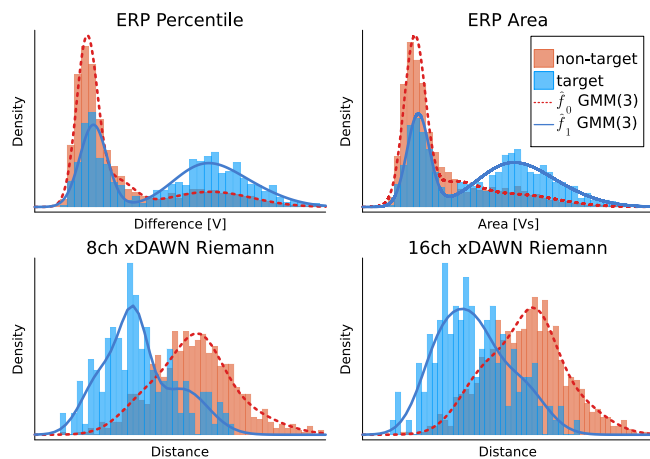 ERP Percentile
ERP Area
non-target
target
f̂₀ GMM(3)
f̂₁ GMM(3)
Density
Density
Difference [V]
Area [Vs]
8ch xDAWN Riemann
16ch xDAWN Riemann
Density
Density
Distance
Distance